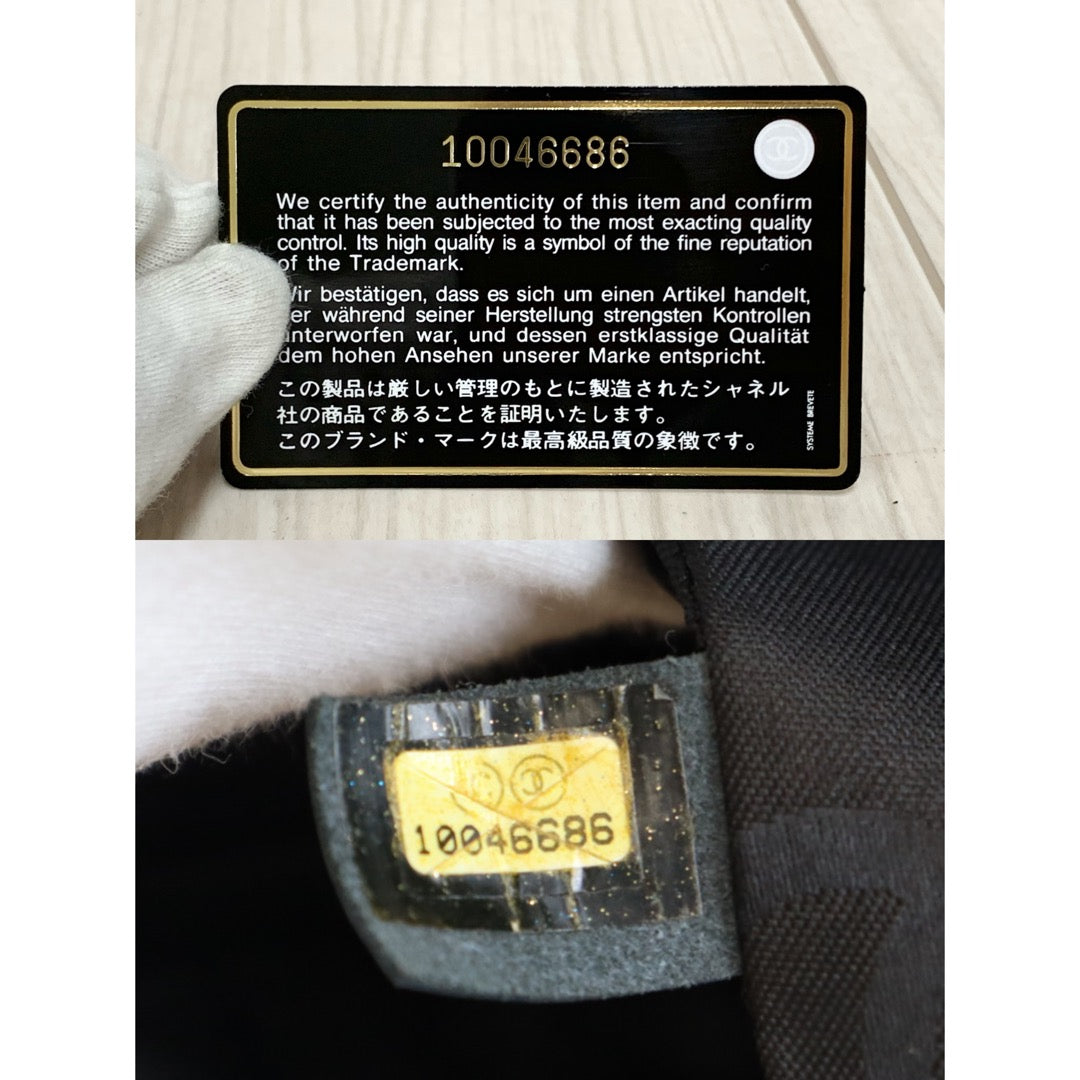 10046686
We certify the authenticity of this item and confirm
that it has been subjected to the most exacting quality
control. Its high quality is a symbol of the fine reputation
of the Trademark.
Wir bestätigen, dass es sich um einen Artikel handelt,
der während seiner Herstellung strengsten Kontrollen
unterworfen war, und dessen erstklassige Qualität
dem hohen Ansehen unserer Marke entspricht.
この製品は厳しい管理のもとに製造されたシャネル
社の商品であることを証明いたします。
このブランド・マークは最高級品質の象徴です。
SYSTEME BREVETE
10046686